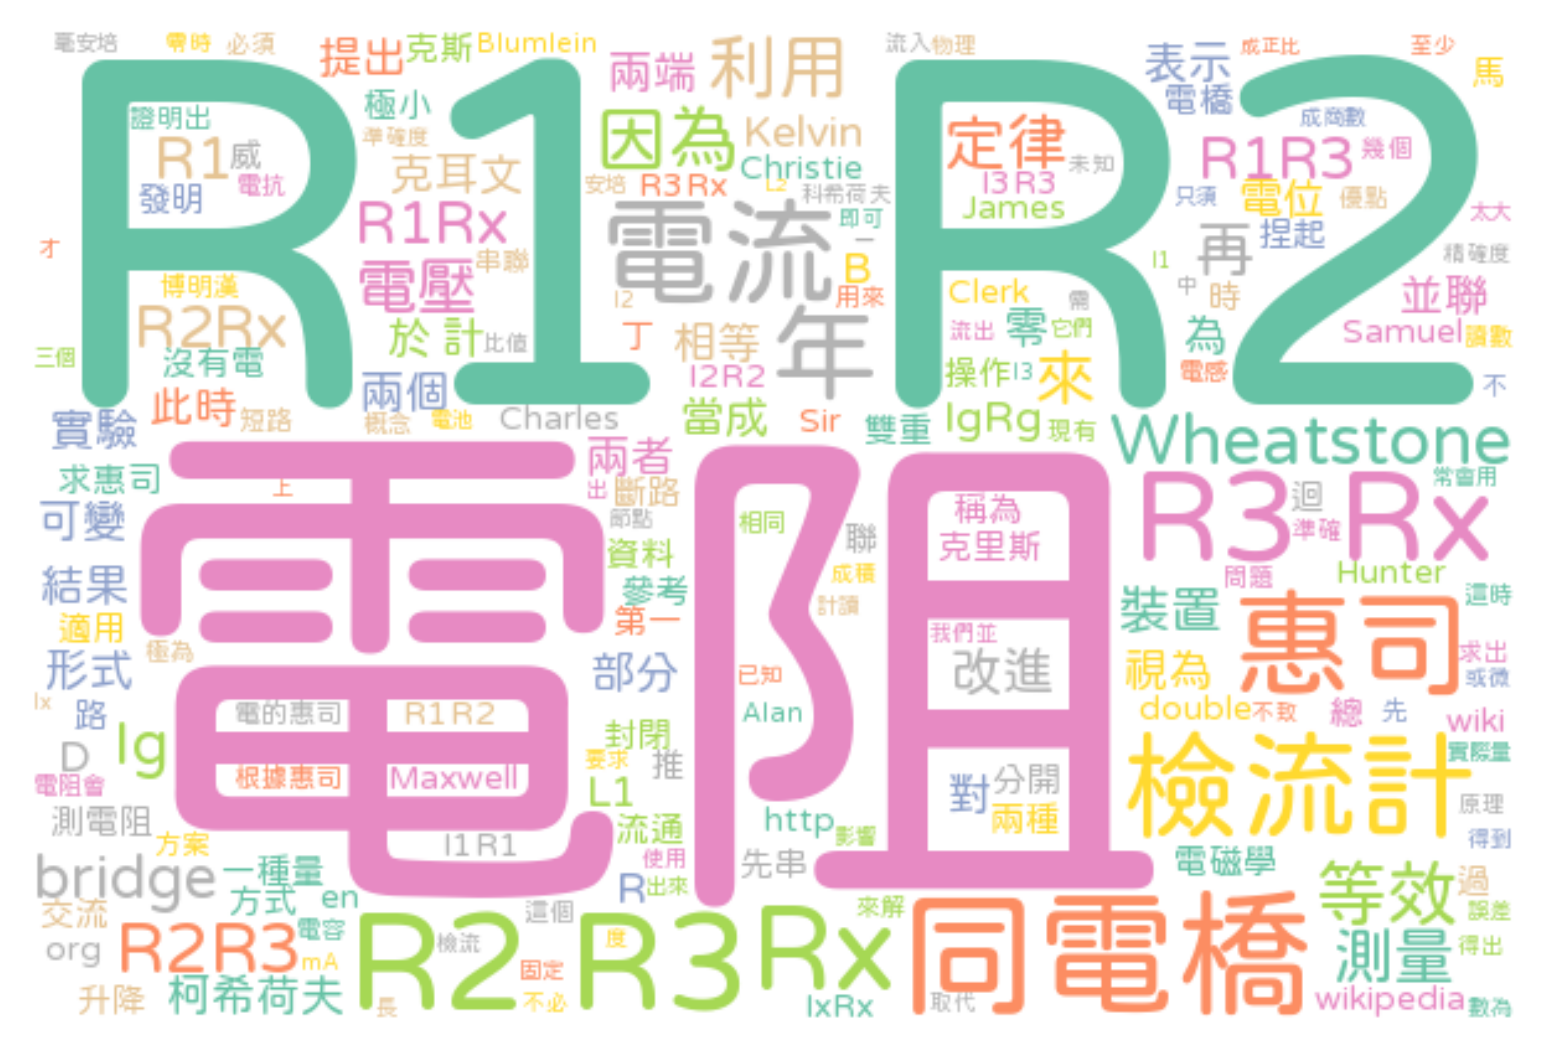 毫安培 零時 必須 提出 克斯 Blumlein 兩端 利用 流入 物理 表示 成正比 至少 馬
R1 R2
證明出 極小 因為 Kelvin 定律 電橋 成商數
R1 威 準確度 克耳文 Christie 未知 R1R3 幾個
發明 電抗 安培 R3Rx L2 科希荷夫 I3R3 只須 電位 優點
R1Rx 電流 即可 James 再 捏起 太大
才 電壓 串聯 一 B I1 精確度
博明漢 I2 用來 Clerk 需 中 時 並聯
R2Rx 於 計 比值 丁 相等 年 流出 零 它們 為 Samuel 讀數
三個 沒有電 兩個 I2R2 操作 I3 來 電感 不
實驗 此時 短路 概念 電池 Charles 當成 Sir 雙重 IgRg 現有 Wheatstone
電阻
求惠司 上 兩者 出 斷路 常會用
可變 節點 相同 聯 稱為 R3 迴 準確 Rx
結果 資料 成積 克里斯 問題 Hunter
適用 參考 計讀 裝置 惠司 這時
極為 第一 我們並 求出
形式 部分 已知 改進 視為 或微
Ix 路 電的惠司 R1R2 Alan double 不致 總 先 wiki
D Ig 封閉 檢流計 實際量
電阻會 根據惠司 Maxwell 要求 推 對 分開 原理
測電阻 L1 http 兩種 得到
方案 I1R1 流通 影響
bridge 一種量 使用 先串 電磁學 等效 過
交流 方式 en R 出來 來解 誤差
org R2R3 電容 mA R2 檢流 這個 R3 度 Rx 同電橋 測量 得出
升降 柯希荷夫 長 固定 不必 IxRx 取代 wikipedia 數為